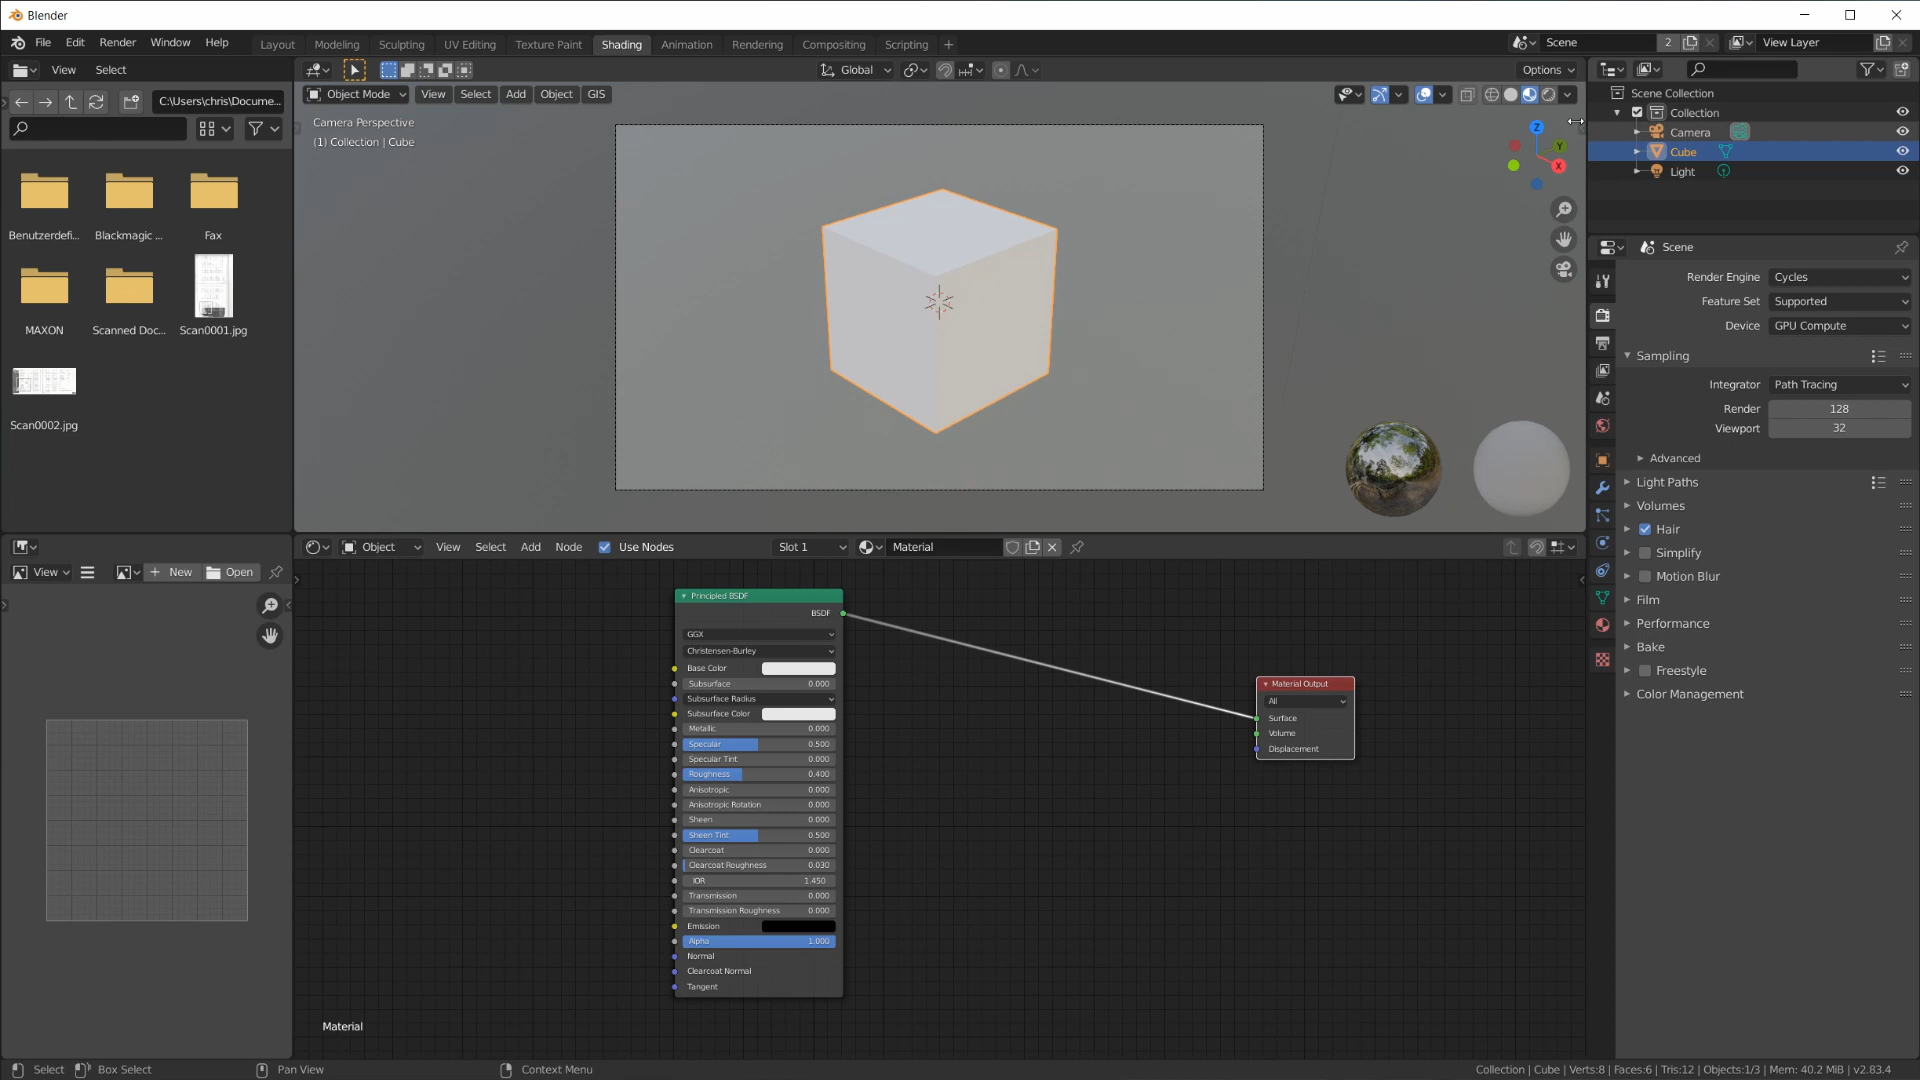 Blender
File Edit Render Window Help Layout Modeling Sculpting UV Editing Texture Paint Shading Animation Rendering Compositing Scripting + Scene 2 View Layer
View Select
C:\Users\chris\Docume...
Benutzerdefi... Blackmagic ... Fax
MAXON Scanned Doc... Scan0001.jpg
Scan0002.jpg
Global Options
Object Mode View Select Add Object GIS
Camera Perspective
(1) Collection | Cube
Z
Y
X
Scene Collection
Collection
Camera
Cube
Light
Scene
Render Engine Cycles
Feature Set Supported
Device GPU Compute
Sampling
Integrator Path Tracing
Render 128
Viewport 32
Advanced
Light Paths
Volumes
Hair
Simplify
Motion Blur
Film
Performance
Bake
Freestyle
Color Management
View + New Open
Object View Select Add Node Use Nodes Slot 1 Material
Principled BSDF
BSDF
GGX
Christensen-Burley
Base Color
Subsurface 0.000
Subsurface Radius
Subsurface Color
Metallic 0.000
Specular 0.500
Specular Tint 0.000
Roughness 0.400
Anisotropic 0.000
Anisotropic Rotation 0.000
Sheen 0.000
Sheen Tint 0.500
Clearcoat 0.000
Clearcoat Roughness 0.030
IOR 1.450
Transmission 0.000
Transmission Roughness 0.000
Emission
Alpha 1.000
Normal
Clearcoat Normal
Tangent
Material Output
All
Surface
Volume
Displacement
Material
Select Box Select Pan View Context Menu Collection | Cube | Verts:8 | Faces:6 | Tris:12 | Objects:1/3 | Mem: 40.2 MiB | v2.83.4